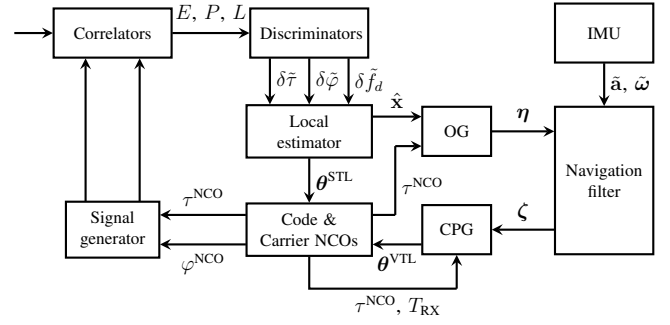 E, P, L
Correlators
Discriminators
IMU
δτ̃
δφ̃
δf̃_d
ã, ω̃
x̂
Local
estimator
OG
η
Navigation
filter
θ^STL
τ^NCO
τ^NCO
Signal
generator
Code &
Carrier NCOs
CPG
ζ
φ^NCO
θ^VTL
τ^NCO, T_RX